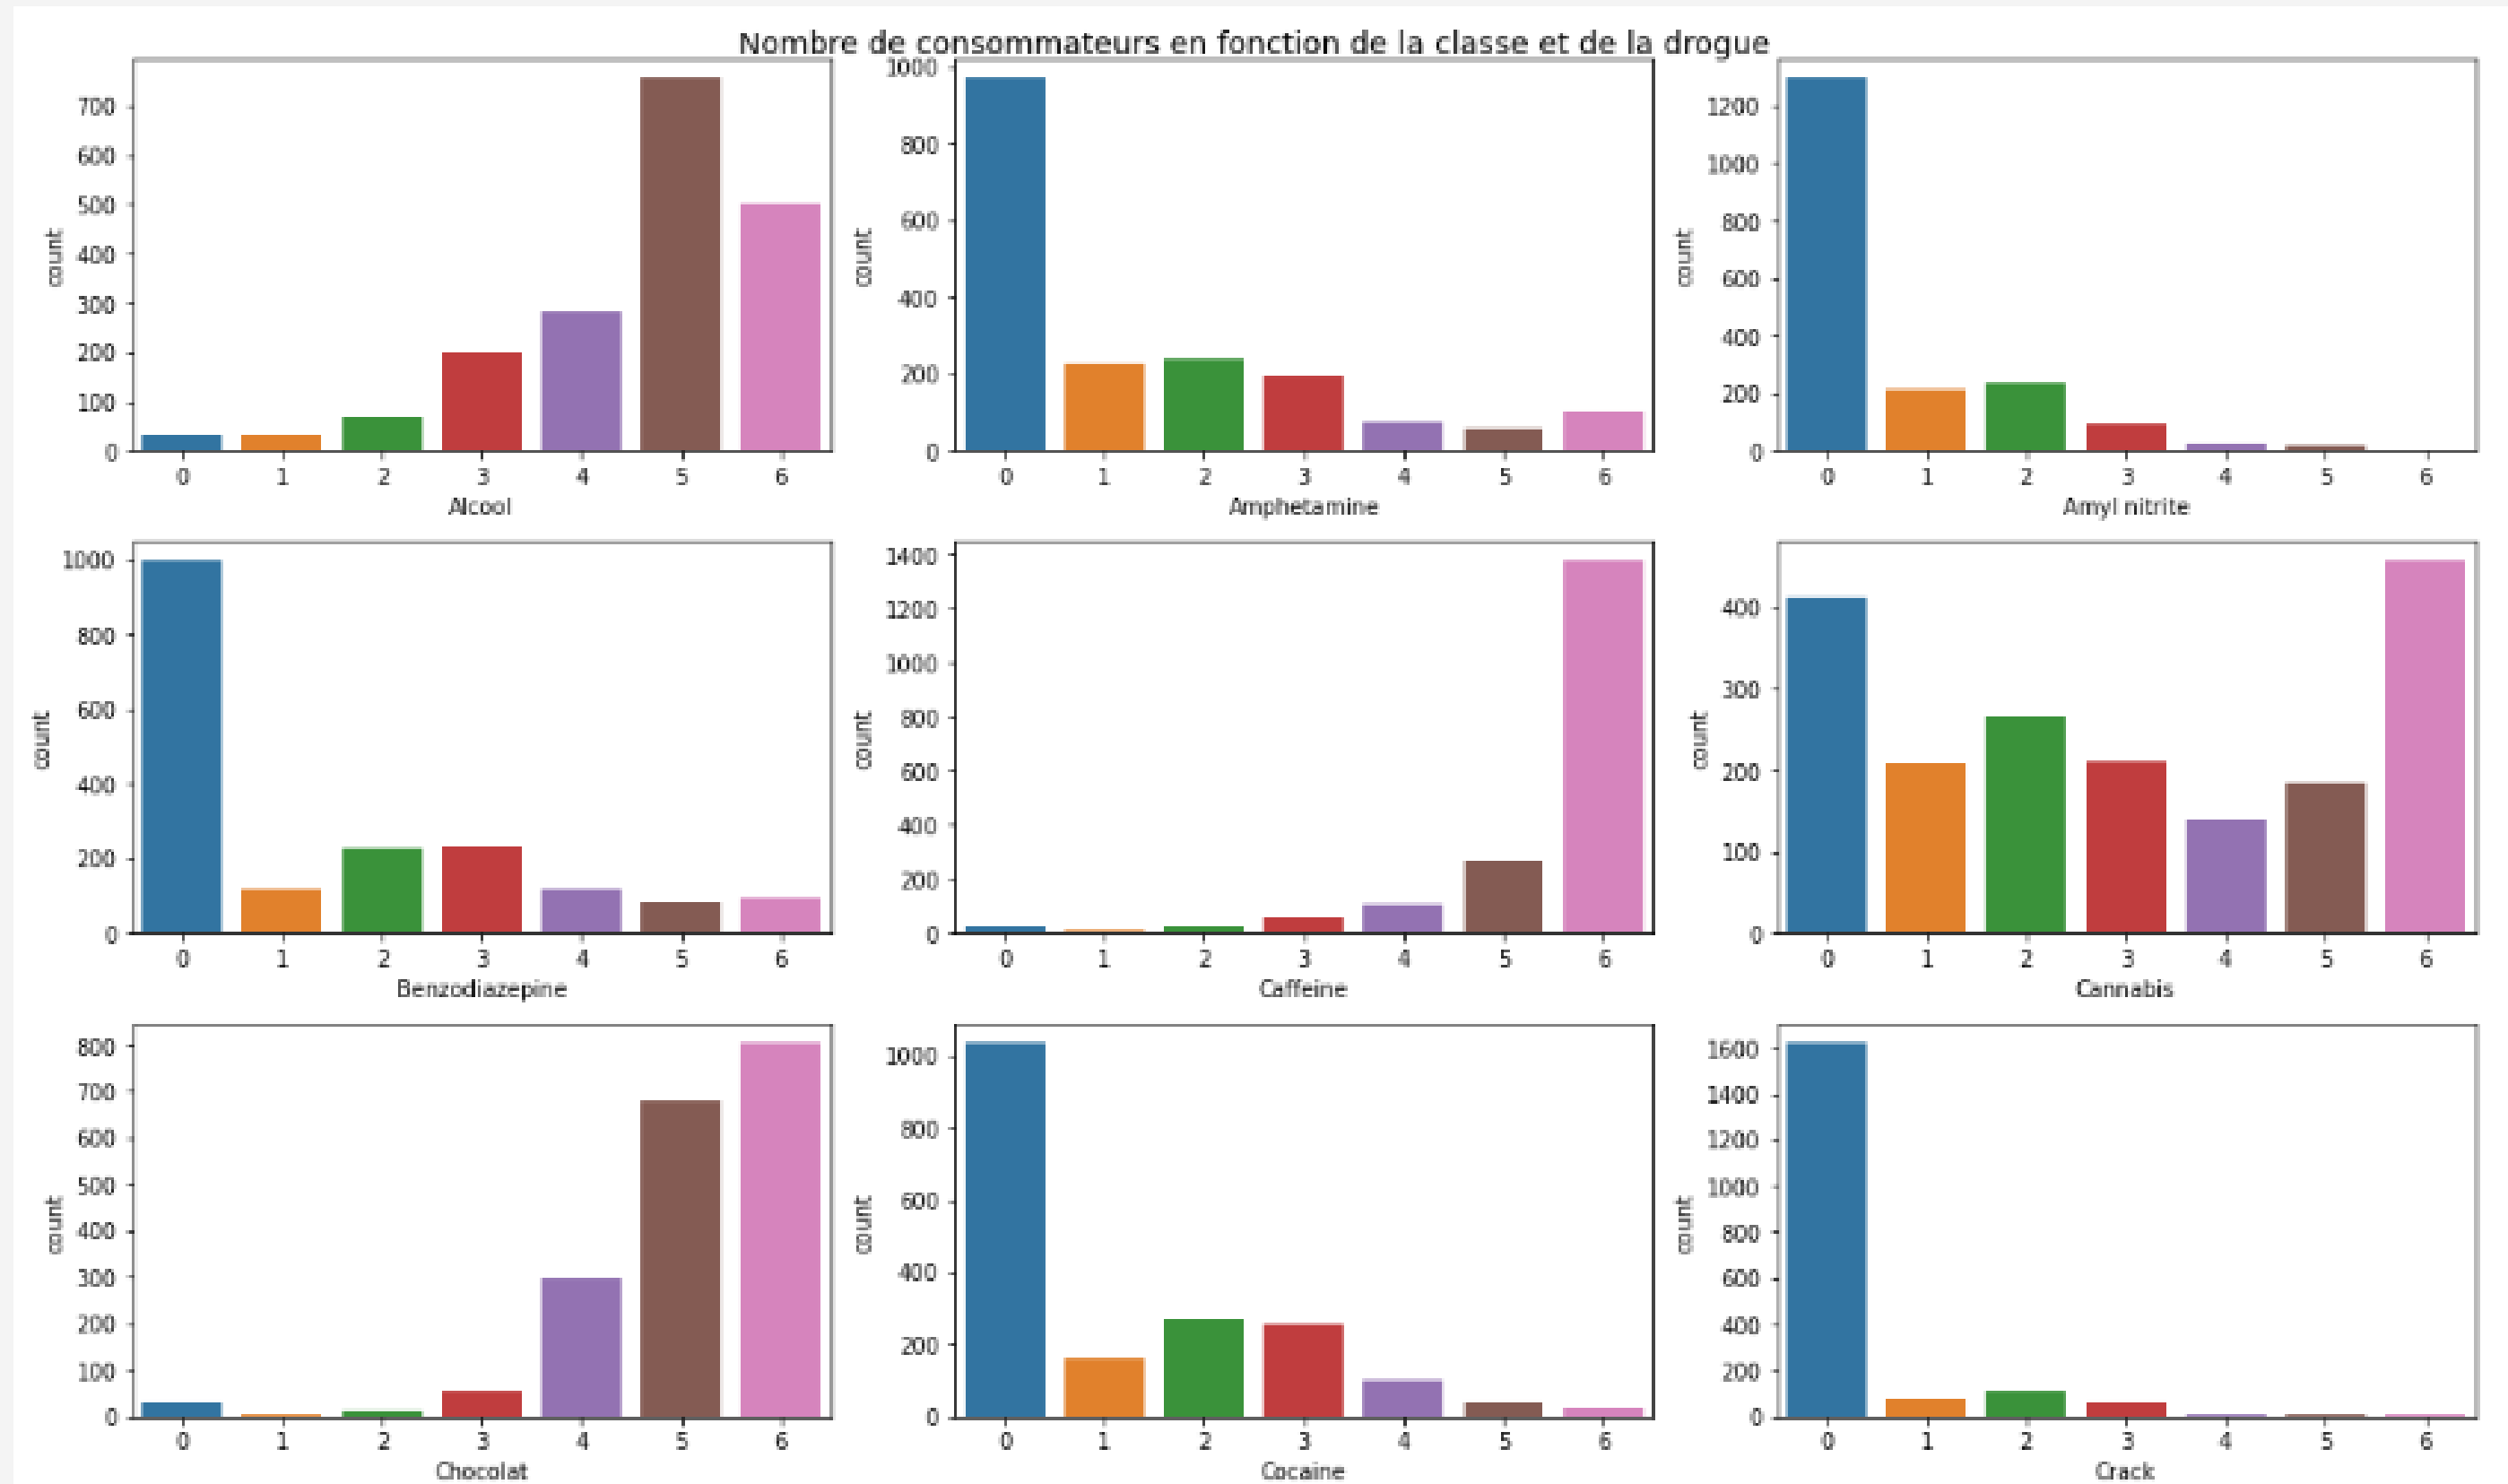 Nombre de consommateurs en fonction de la classe et de la drogue
700
600
500
400
300
200
100
0
count
0 1 2 3 4 5 6
Alcool
1000
800
600
400
200
0
count
0 1 2 3 4 5 6
Amphetamine
1200
1000
800
600
400
200
0
count
0 1 2 3 4 5 6
Amyl nitrite
1000
800
600
400
200
0
count
0 1 2 3 4 5 6
Benzodiazepine
1400
1200
1000
800
600
400
200
0
count
0 1 2 3 4 5 6
Caffeine
400
300
200
100
0
count
0 1 2 3 4 5 6
Cannabis
800
700
600
500
400
300
200
100
0
count
0 1 2 3 4 5 6
Chocolat
1000
800
600
400
200
0
count
0 1 2 3 4 5 6
Cocaine
1600
1400
1200
1000
800
600
400
200
0
count
0 1 2 3 4 5 6
Crack